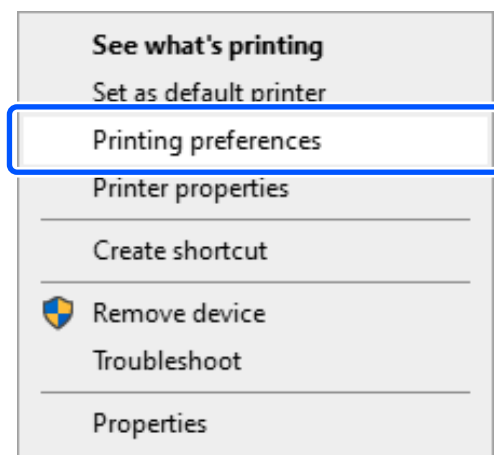 See what's printing
Set as default printer
Printing preferences
Printer properties
Create shortcut
Remove device
Troubleshoot
Properties